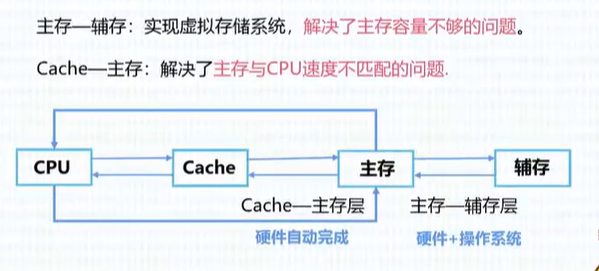 主存—辅存：实现虚拟存储系统，解决了主存容量不够的问题。
Cache—主存：解决了主存与CPU速度不匹配的问题.
CPU
Cache
主存
辅存
Cache—主存层
主存—辅存层
硬件自动完成
硬件+操作系统